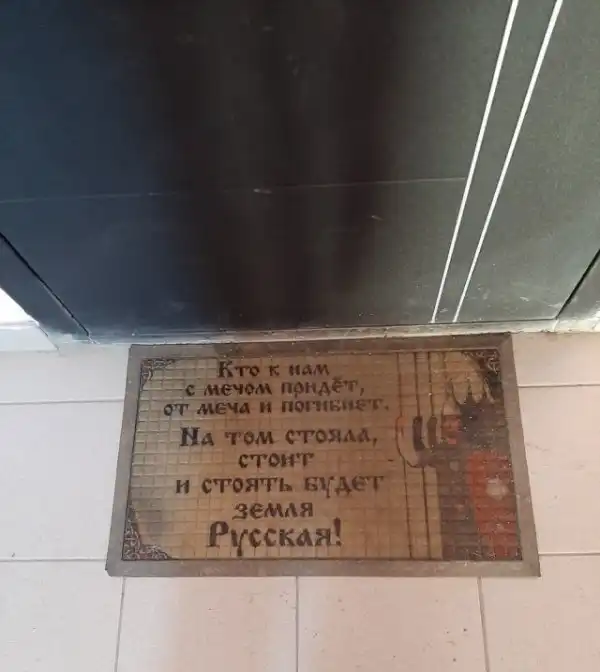 Кто к нам
с мечом придёт,
от меча и погибнет.
На том стояла,
стоит
и стоять будет
земля
Русская!